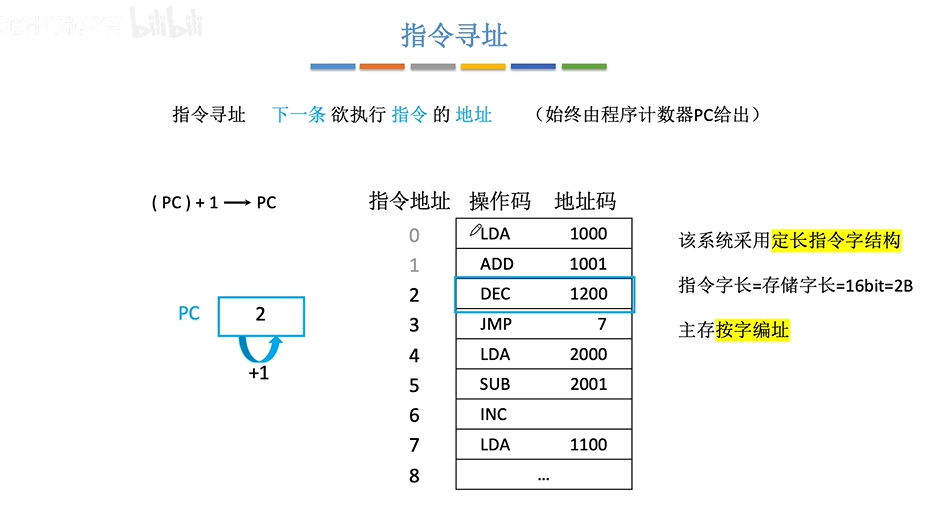 bilibili
指令寻址
指令寻址 下一条 欲执行 指令 的 地址 （始终由程序计数器PC给出）
( PC ) + 1 → PC
指令地址 操作码 地址码
0 LDA 1000
1 ADD 1001
2 DEC 1200
3 JMP 7
4 LDA 2000
5 SUB 2001
6 INC
7 LDA 1100
8 …
PC 2
+1
该系统采用定长指令字结构
指令字长=存储字长=16bit=2B
主存按字编址